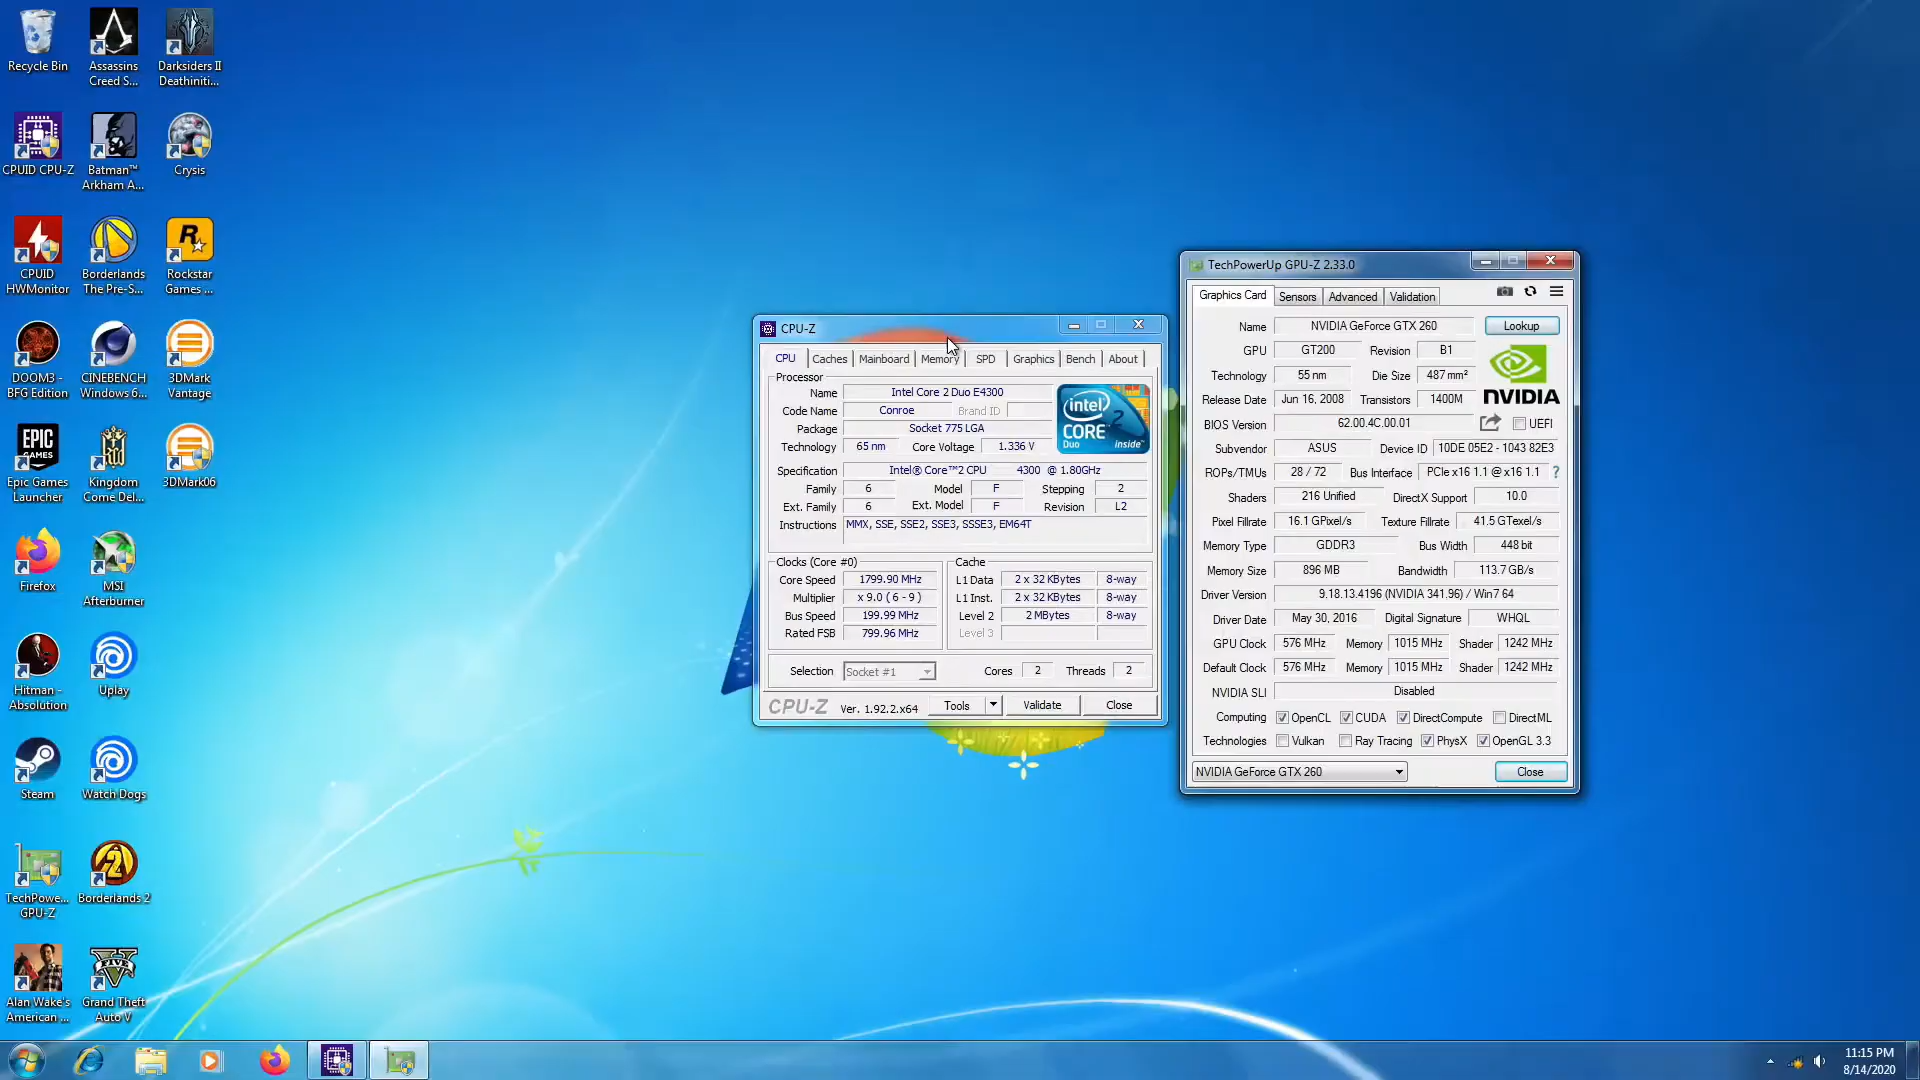 Recycle Bin
Assassins
Creed S...
Darksiders II
Deathiniti...
CPUID CPU-Z
Batman™
Arkham A...
Crysis
CPUID
HWMonitor
Borderlands
The Pre-S...
Rockstar
Games ...
DOOM3 -
BFG Edition
CINEBENCH
Windows 6...
3DMark
Vantage
EPIC
GAMES
Epic Games
Launcher
Kingdom
Come Del...
3DMark06
Firefox
MSI
Afterburner
Hitman -
Absolution
Uplay
Steam
Watch Dogs
TechPowe...
GPU-Z
Borderlands 2
FIVE
Alan Wake's
American ...
Grand Theft
Auto V
CPU-Z
CPU Caches Mainboard Memory SPD Graphics Bench About
Processor
Name Intel Core 2 Duo E4300
Code Name Conroe Brand ID
Package Socket 775 LGA
Technology 65 nm Core Voltage 1.336 V
intel
CORE 2
Duo inside™
Specification Intel® Core™2 CPU 4300 @ 1.80GHz
Family 6 Model F Stepping 2
Ext. Family 6 Ext. Model F Revision L2
Instructions MMX, SSE, SSE2, SSE3, SSSE3, EM64T
Clocks (Core #0)
Core Speed 1799.90 MHz
Multiplier x 9.0 ( 6 - 9 )
Bus Speed 199.99 MHz
Rated FSB 799.96 MHz
Cache
L1 Data 2 x 32 KBytes 8-way
L1 Inst. 2 x 32 KBytes 8-way
Level 2 2 MBytes 8-way
Level 3
Selection Socket #1 Cores 2 Threads 2
CPU-Z Ver. 1.92.2.x64 Tools Validate Close
TechPowerUp GPU-Z 2.33.0
Graphics Card Sensors Advanced Validation
Name NVIDIA GeForce GTX 260 Lookup
GPU GT200 Revision B1
Technology 55 nm Die Size 487 mm²
Release Date Jun 16, 2008 Transistors 1400M
NVIDIA
BIOS Version 62.00.4C.00.01 UEFI
Subvendor ASUS Device ID 10DE 05E2 - 1043 82E3
ROPs/TMUs 28 / 72 Bus Interface PCIe x16 1.1 @ x16 1.1 ?
Shaders 216 Unified DirectX Support 10.0
Pixel Fillrate 16.1 GPixel/s Texture Fillrate 41.5 GTexel/s
Memory Type GDDR3 Bus Width 448 bit
Memory Size 896 MB Bandwidth 113.7 GB/s
Driver Version 9.18.13.4196 (NVIDIA 341.96) / Win7 64
Driver Date May 30, 2016 Digital Signature WHQL
GPU Clock 576 MHz Memory 1015 MHz Shader 1242 MHz
Default Clock 576 MHz Memory 1015 MHz Shader 1242 MHz
NVIDIA SLI Disabled
Computing OpenCL CUDA DirectCompute DirectML
Technologies Vulkan Ray Tracing PhysX OpenGL 3.3
NVIDIA GeForce GTX 260 Close
11:15 PM
8/14/2020